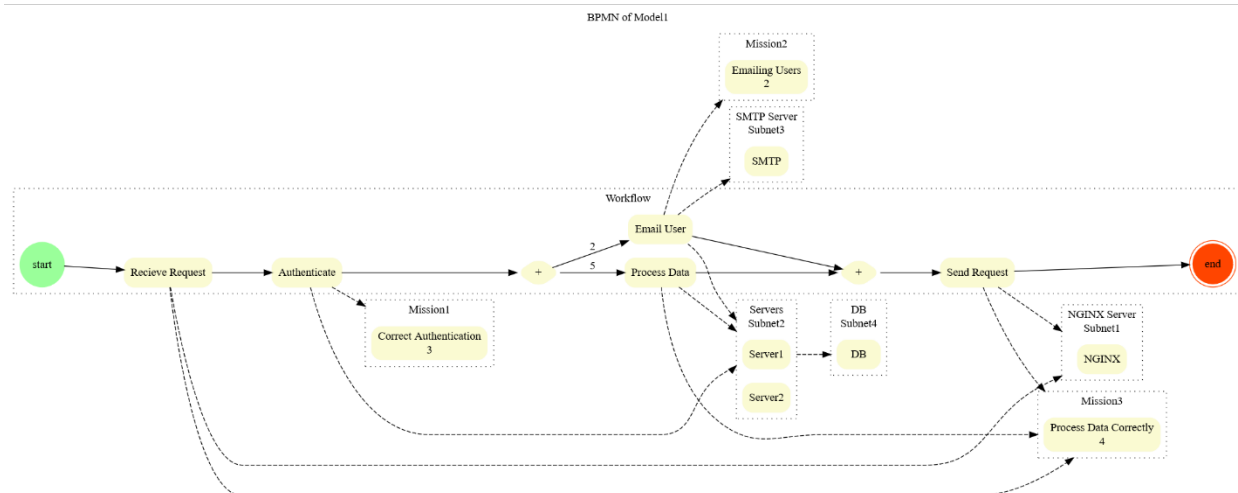 BPMN of Model1
Mission2
Emailing Users
2
SMTP Server
Subnet3
SMTP
Workflow
Email User
start
Recieve Request
Authenticate
+
2
5
Process Data
+
Send Request
end
Mission1
Correct Authentication
3
Servers
Subnet2
Server1
Server2
DB
Subnet4
DB
NGINX Server
Subnet1
NGINX
Mission3
Process Data Correctly
4